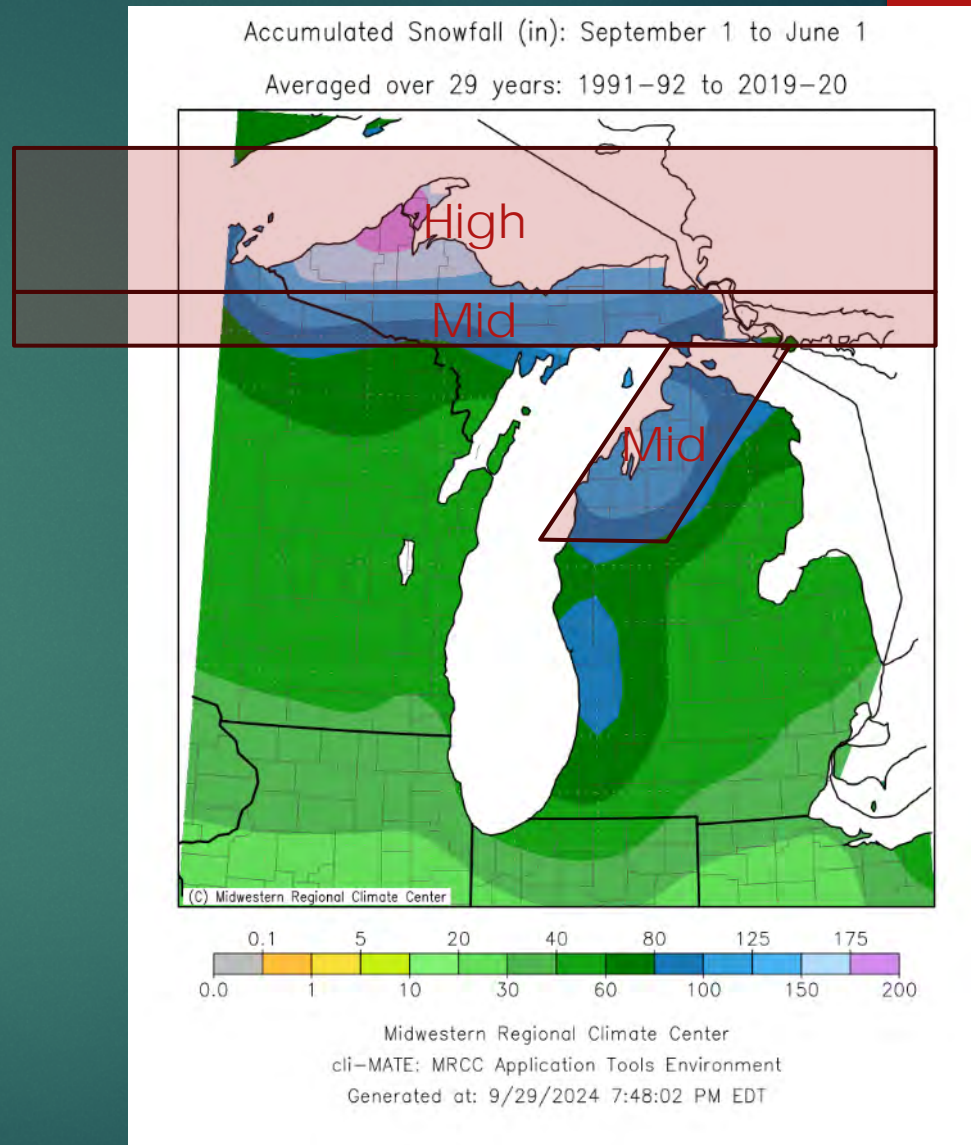 Accumulated Snowfall (in): September 1 to June 1
Averaged over 29 years: 1991-92 to 2019-20
High
Mid
Mid
(C) Midwestern Regional Climate Center
0.1 5 20 40 80 125 175
0.0 1 10 30 60 100 150 200
Midwestern Regional Climate Center
cli-MATE: MRCC Application Tools Environment
Generated at: 9/29/2024 7:48:02 PM EDT